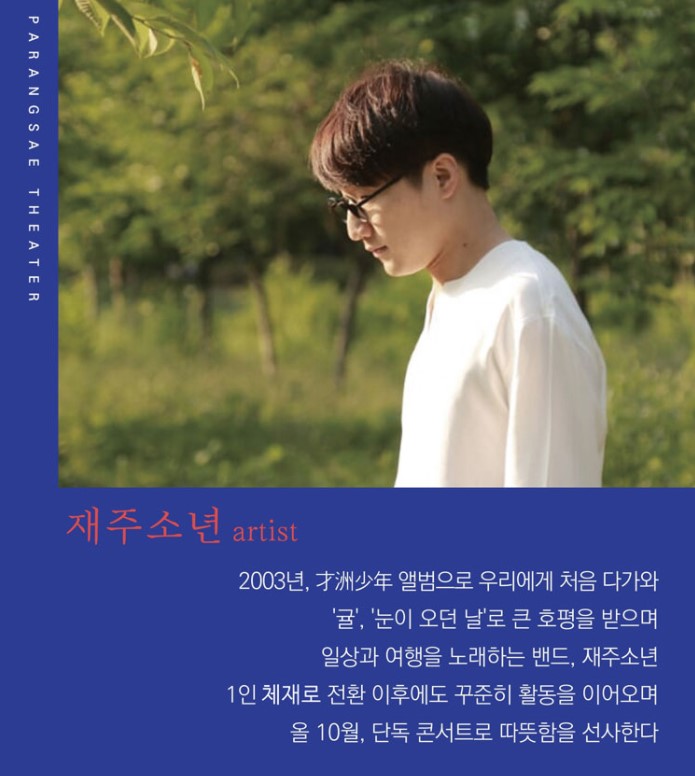 PARANGSAE THEATER
재주소년 artist
2003년, 才洲少年 앨범으로 우리에게 처음 다가와
'귤', '눈이 오던 날'로 큰 호평을 받으며
일상과 여행을 노래하는 밴드, 재주소년
1인 체재로 전환 이후에도 꾸준히 활동을 이어오며
올 10월, 단독 콘서트로 따뜻함을 선사한다